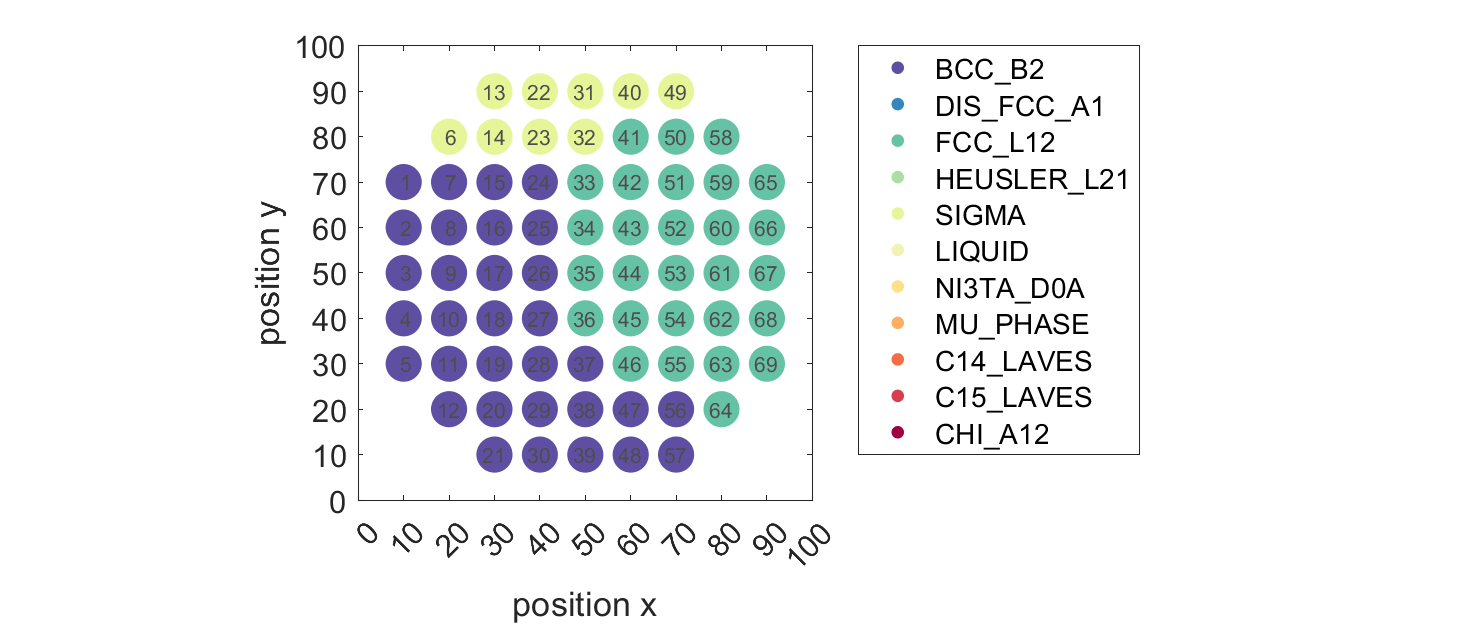 100
90
80
70
60
50
40
30
20
10
0
position y
13 22 31 40 49
6 14 23 32 41 50 58
1 7 15 24 33 42 51 59 65
2 8 16 25 34 43 52 60 66
3 9 17 26 35 44 53 61 67
4 10 18 27 36 45 54 62 68
5 11 19 28 37 46 55 63 69
12 20 29 38 47 56 64
21 30 39 48 57
0 10 20 30 40 50 60 70 80 90 100
position x
BCC_B2
DIS_FCC_A1
FCC_L12
HEUSLER_L21
SIGMA
LIQUID
NI3TA_D0A
MU_PHASE
C14_LAVES
C15_LAVES
CHI_A12